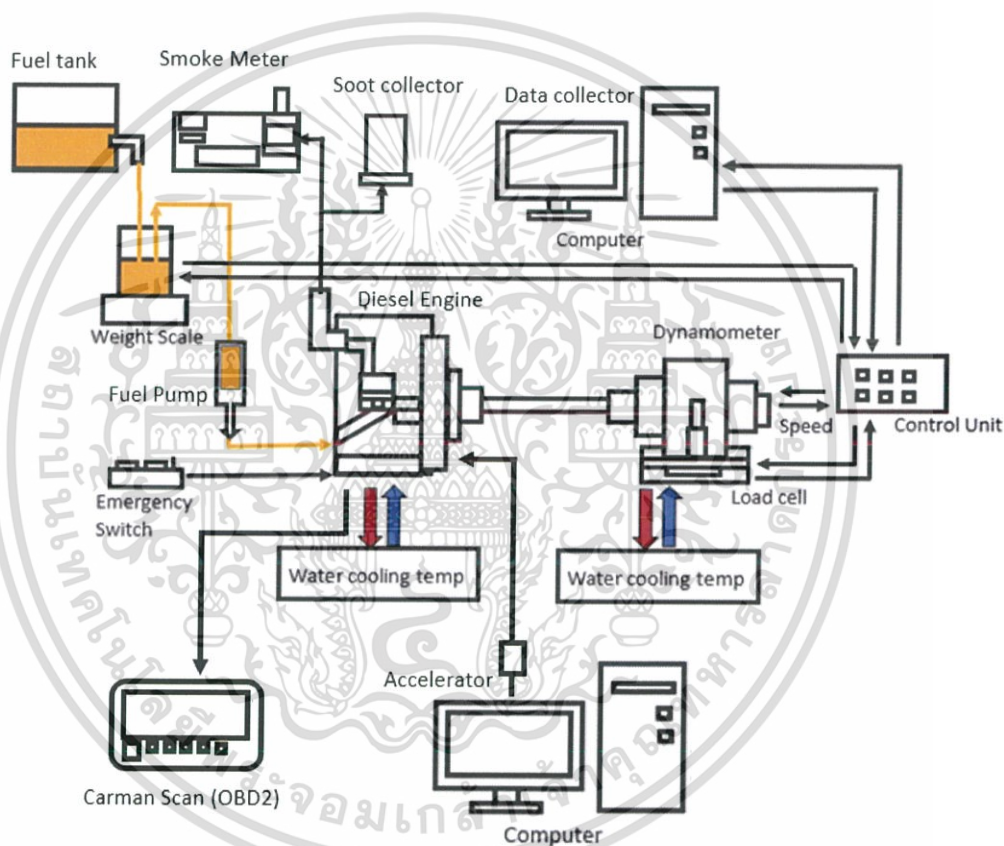 Fuel tank
Smoke Meter
Soot collector
Data collector
Computer
Diesel Engine
Dynamometer
Weight Scale
Fuel Pump
Speed
Control Unit
Emergency
Switch
Load cell
Water cooling temp
Water cooling temp
Accelerator
Carman Scan (OBD2)
Computer